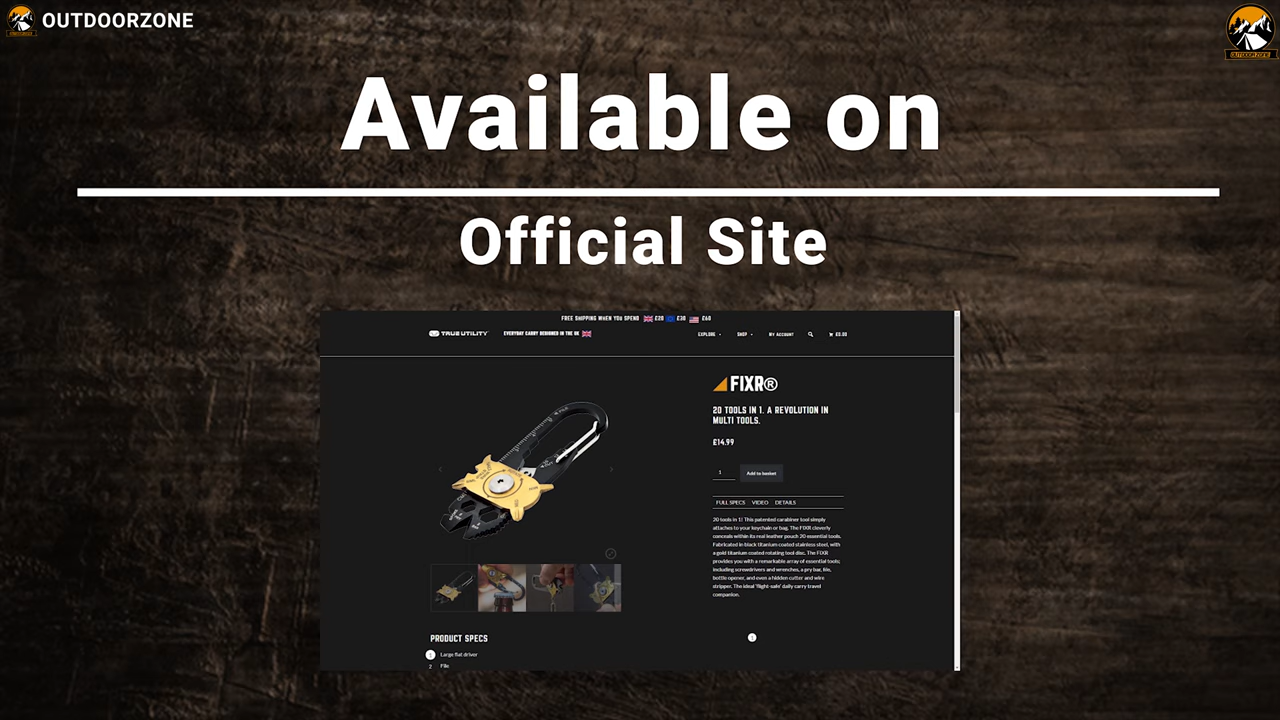 OUTDOORZONE
OUTDOORZONE
Available on
Official Site
FREE SHIPPING WHEN YOU SPEND £20 £30 £60
TRUE UTILITY
EVERYDAY CARRY DESIGNED IN THE UK
EXPLORE
SHOP
MY ACCOUNT
£0.00
FIXR®
20 TOOLS IN 1. A REVOLUTION IN
MULTI TOOLS.
£14.99
1
Add to basket
FULL SPECS VIDEO DETAILS
20 tools in 1! This patented carabiner tool simply
attaches to your keychain or bag. The FIXR cleverly
conceals within its real leather pouch 20 essential tools.
Fabricated in black titanium coated stainless steel, with
a gold titanium coated rotating tool disc. The FIXR
provides you with a remarkable array of essential tools;
including screwdrivers and wrenches, a pry bar, file,
bottle opener, and even a hidden cutter and wire
stripper. The ideal 'flight-safe' daily carry travel
companion.
PRODUCT SPECS
1 Large flat driver
2 File
1